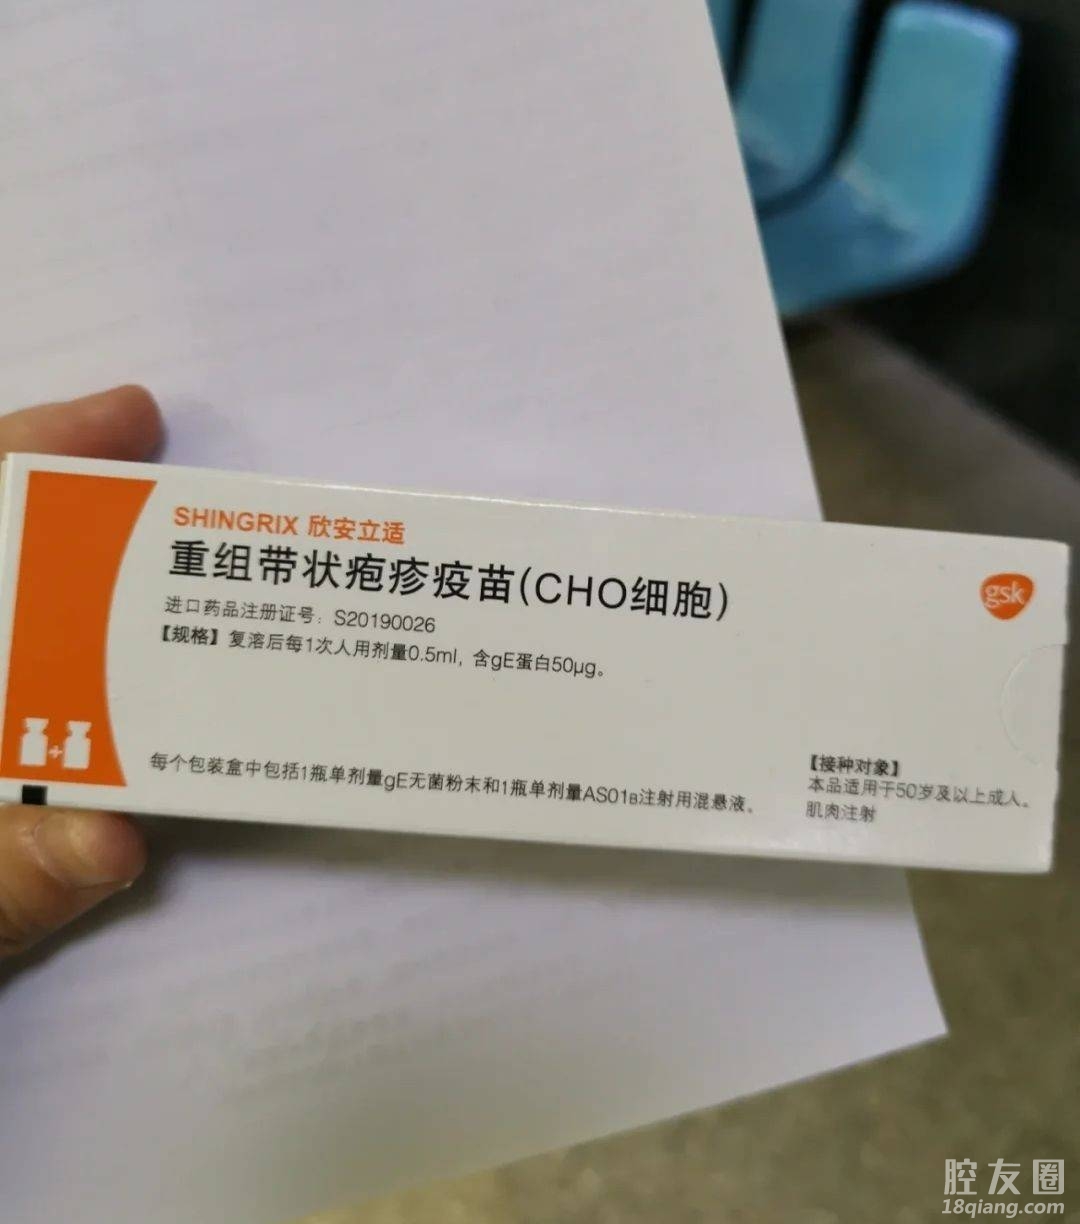 SHINGRIX 欣安立适
重组带状疱疹疫苗(CHO细胞)
gsk
进口药品注册证号：S20190026
【规格】复溶后每1次人用剂量0.5ml，含gE蛋白50μg。
每个包装盒中包括1瓶单剂量gE无菌粉末和1瓶单剂量AS01B注射用混悬液。
【接种对象】
本品适用于50岁及以上成人。
肌肉注射
腔友圈
18qiang.com